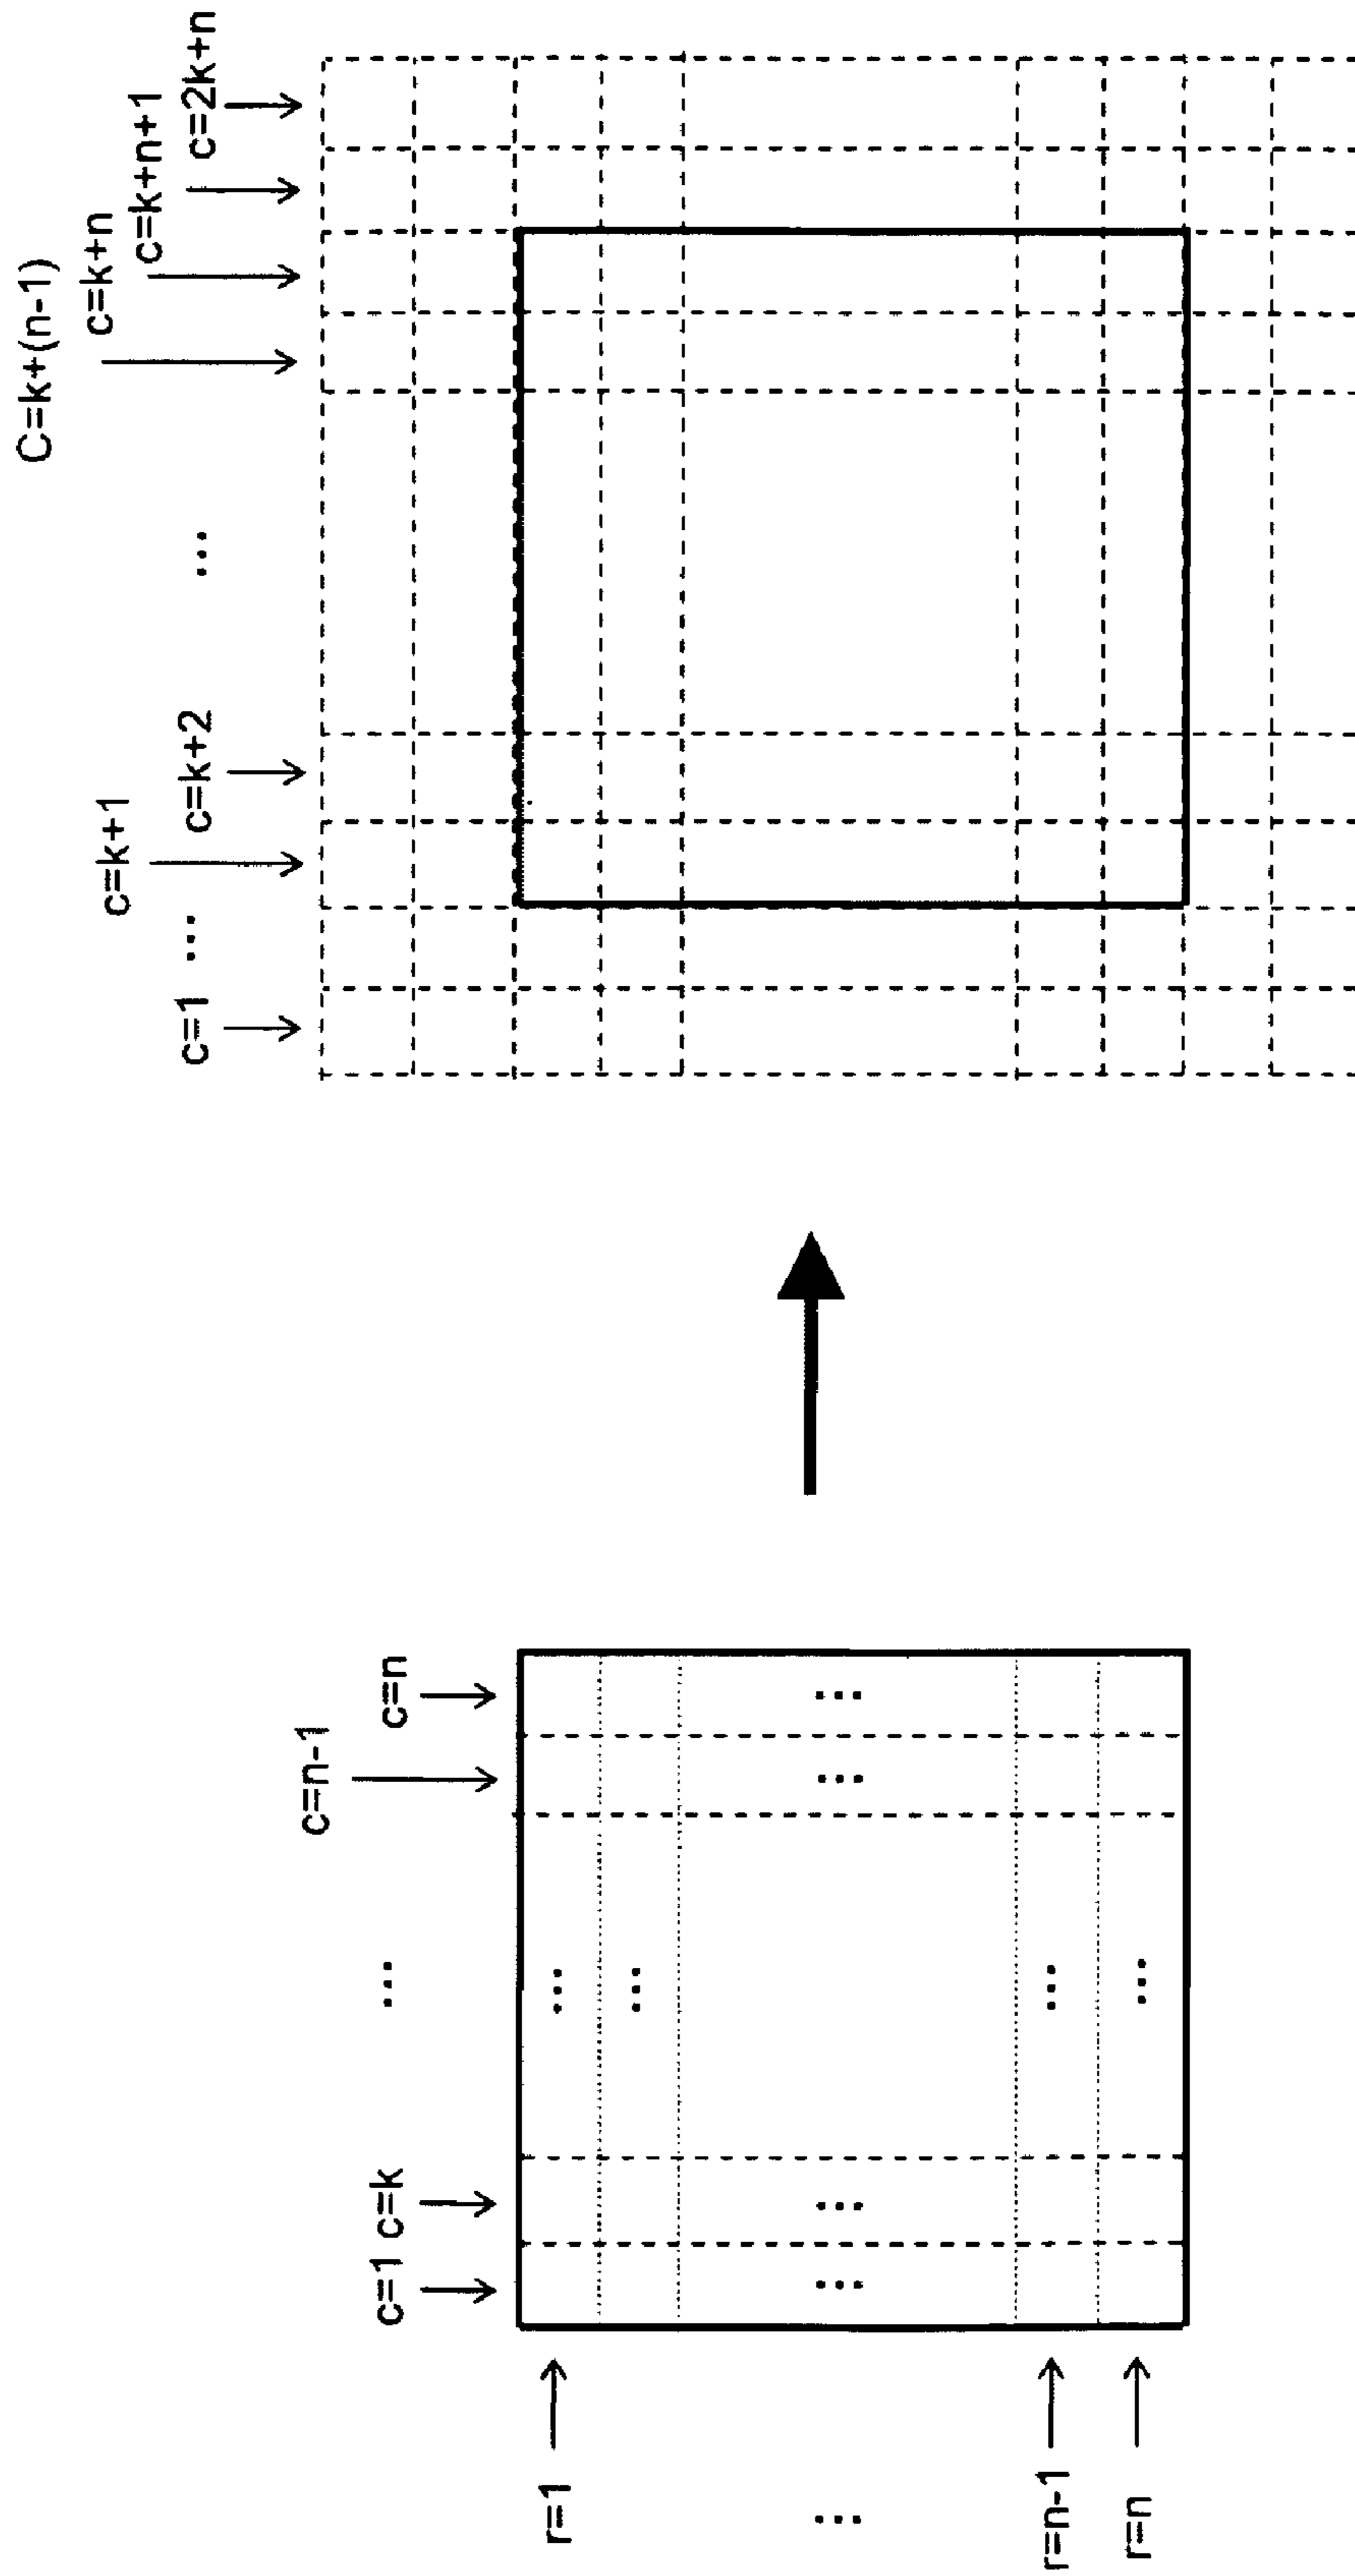 c=n-1
c=1 c=k ... c=n
r=1
...
r=n-1
r=n
... 
...
... ... ... ...
...
...
C=k+(n-1)
c=k+n
c=k+1
c=k+n+1
c=1 ... c=k+2 ... c=2k+n